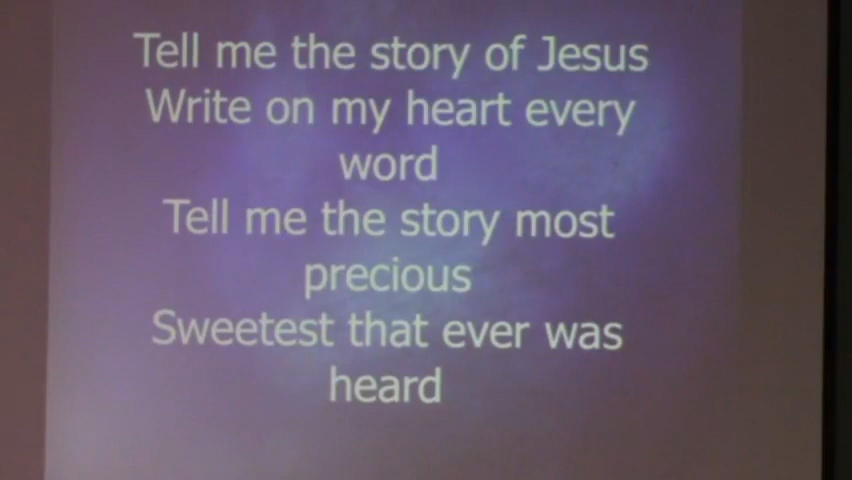 Tell me the story of Jesus
Write on my heart every
word
Tell me the story most
precious
Sweetest that ever was
heard